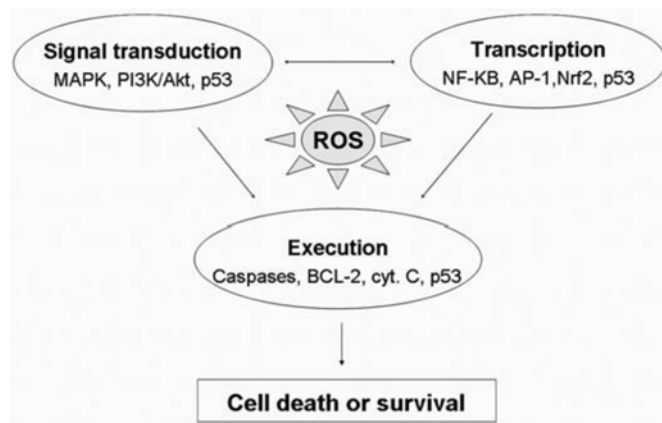 Signal transduction
MAPK, PI3K/Akt, p53
Transcription
NF-KB, AP-1,Nrf2, p53
ROS
Execution
Caspases, BCL-2, cyt. C, p53
Cell death or survival